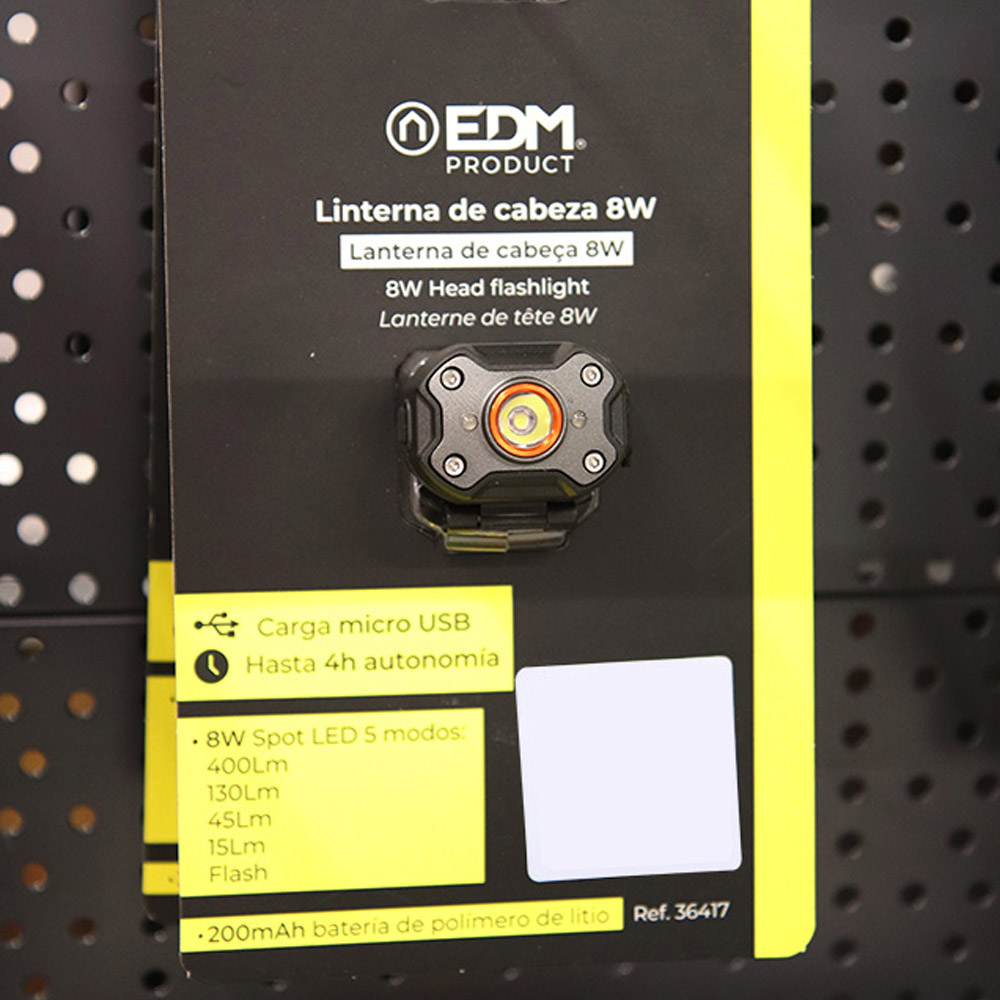 EDM®
PRODUCT
Linterna de cabeza 8W
Lanterna de cabeça 8W
8W Head flashlight
Lanterne de tête 8W
Carga micro USB
Hasta 4h autonomía
· 8W Spot LED 5 modos:
400Lm
130Lm
45Lm
15Lm
Flash
· 200mAh batería de polímero de litio
Ref. 36417